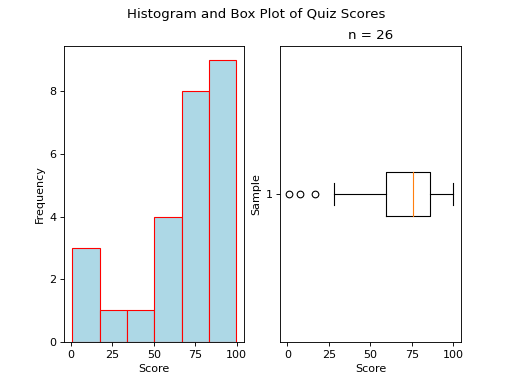 Histogram and Box Plot of Quiz Scores
n = 26
Frequency
0
2
4
6
8
0 25 50 75 100
Score
Sample
1
0 25 50 75 100
Score